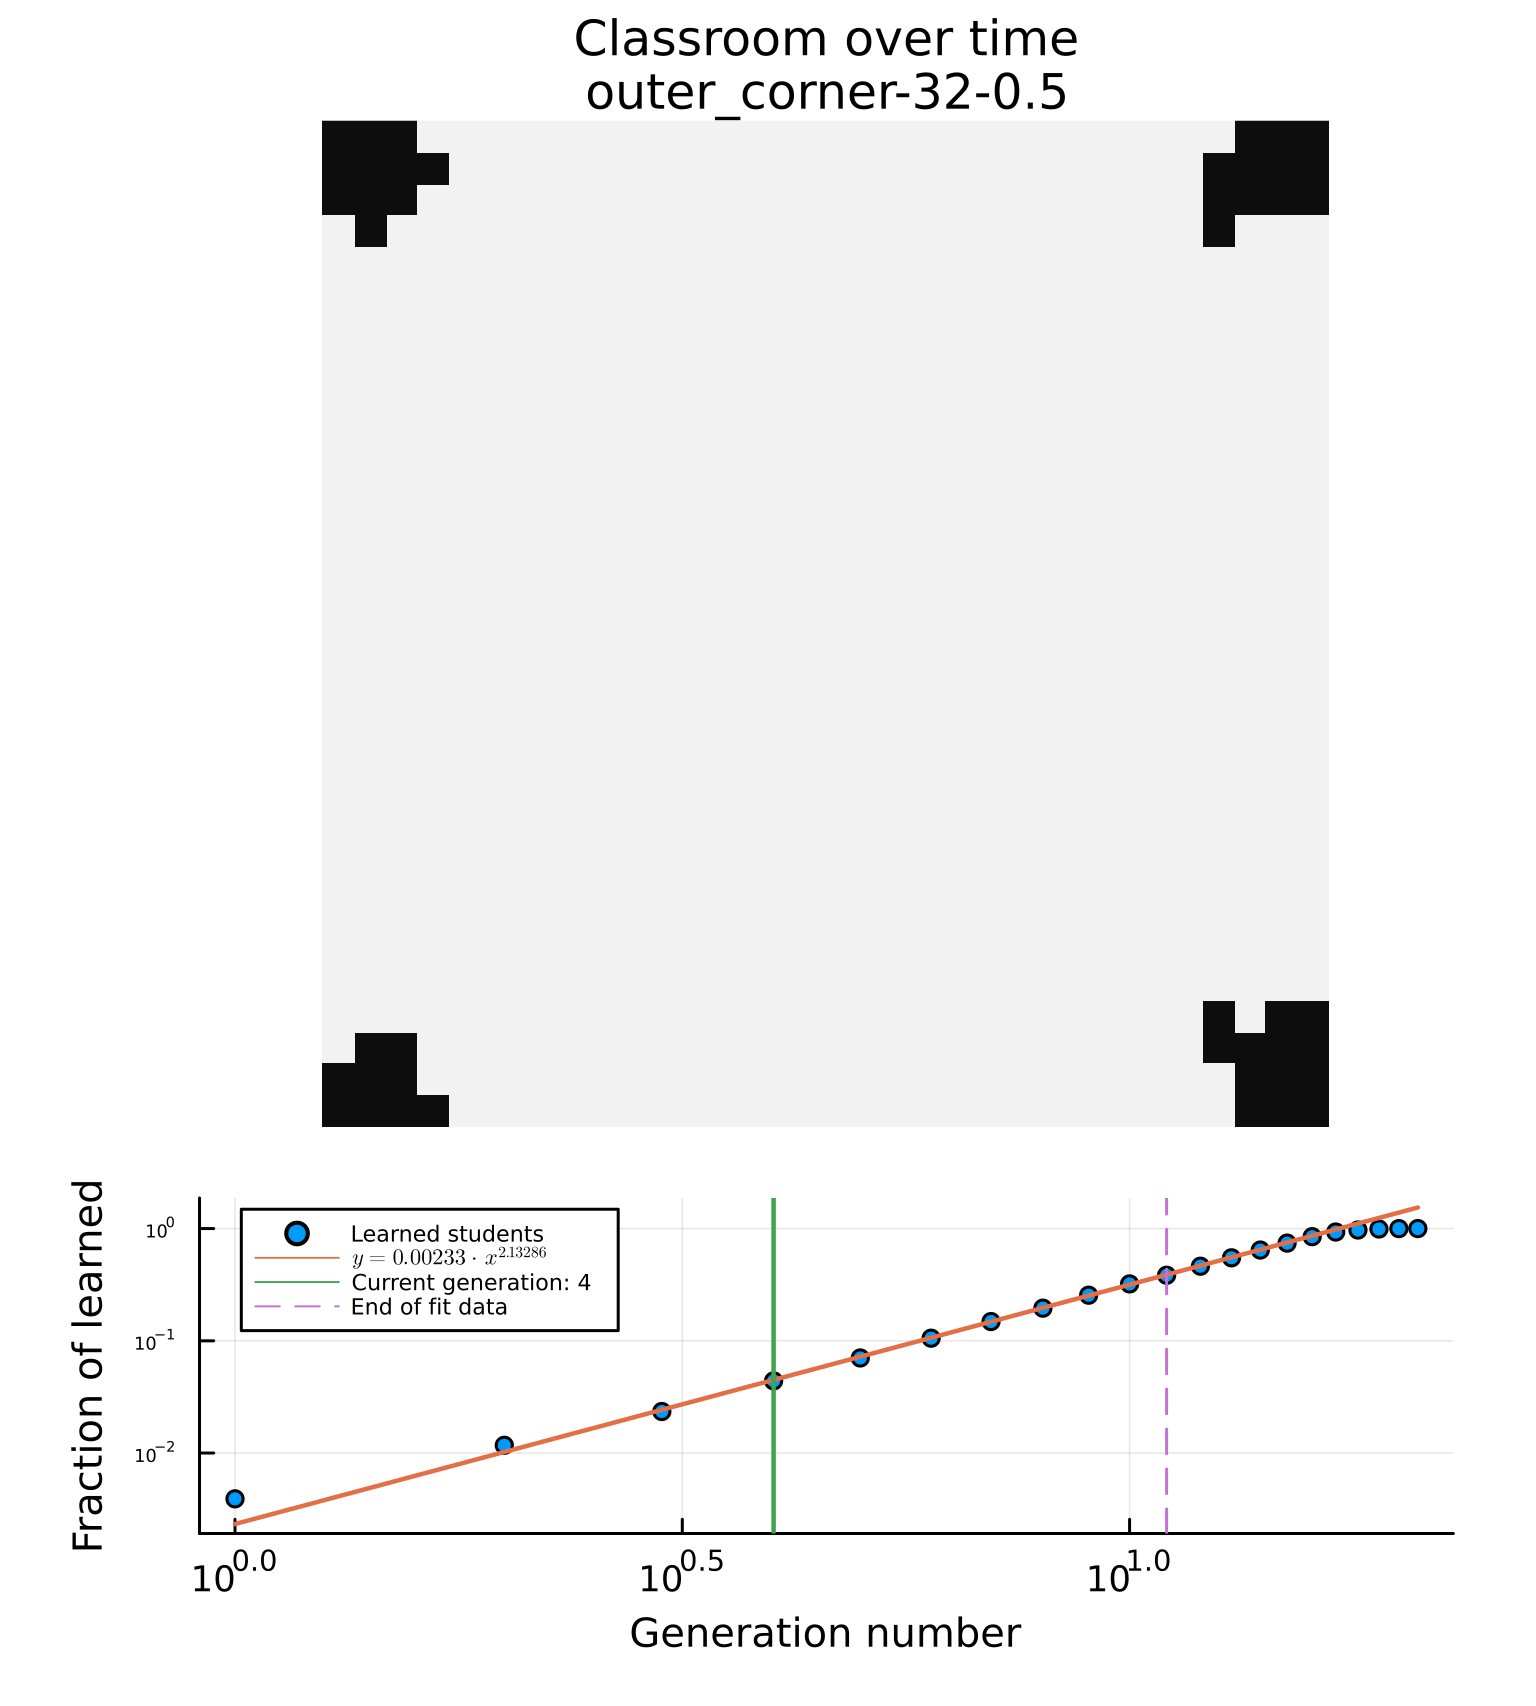 Classroom over time
outer_corner-32-0.5
Fraction of learned
10^0
10^-1
10^-2
Learned students
y = 0.00233 · x^2.13286
Current generation: 4
End of fit data
10^0.0
10^0.5
10^1.0
Generation number